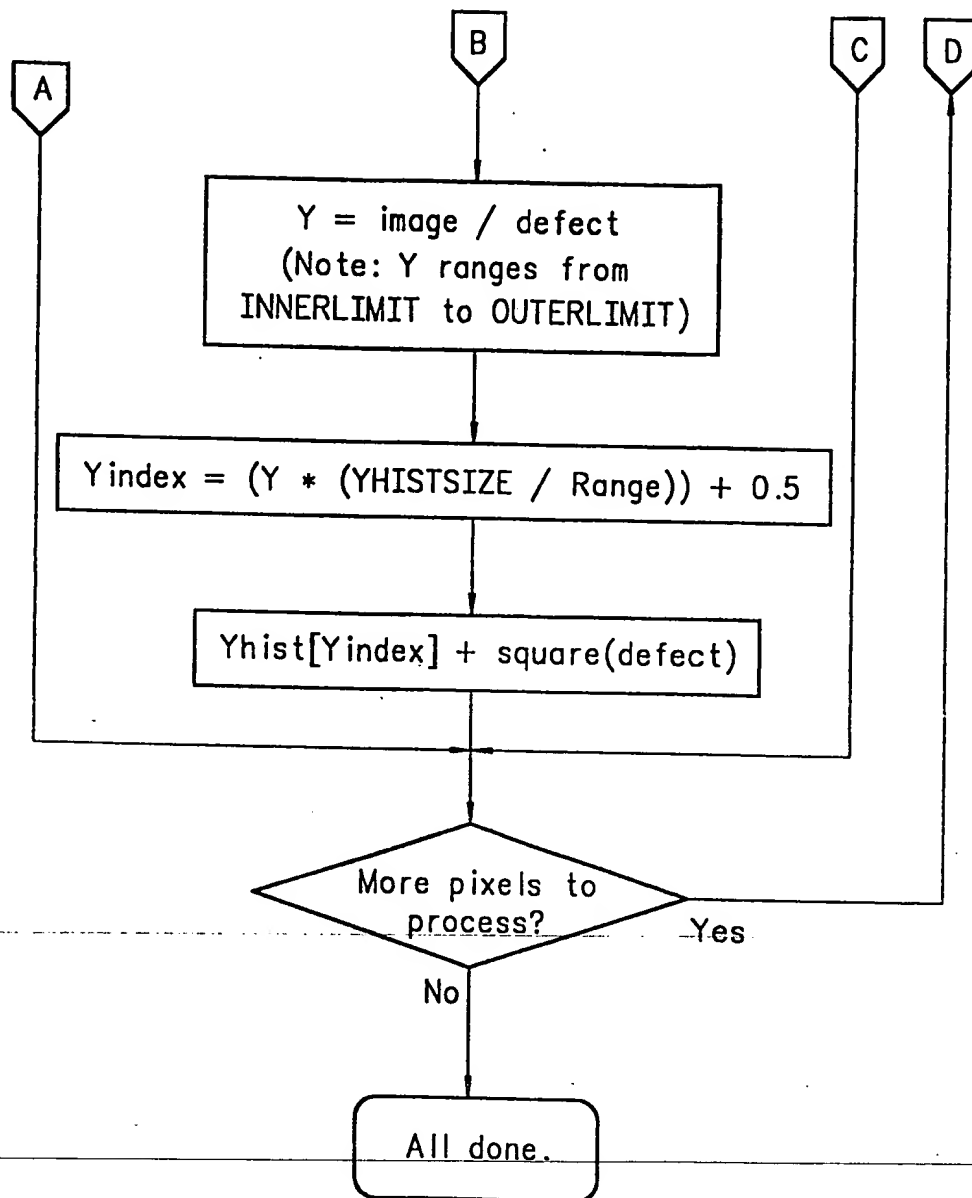 A
B
C
D
Y = image / defect
(Note: Y ranges from
INNERLIMIT to OUTERLIMIT)
Yindex = (Y * (YHISTSIZE / Range)) + 0.5
Yhist[Yindex] + square(defect)
More pixels to
process?
Yes
No
All done.